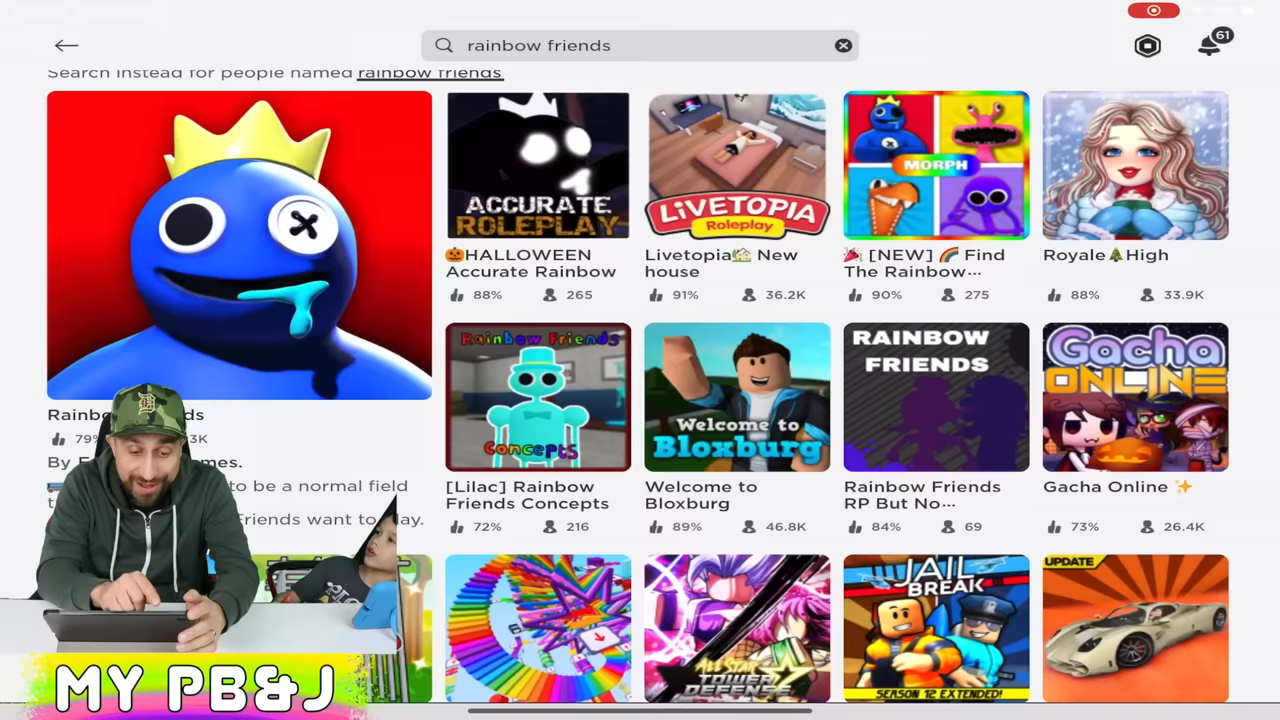 rainbow friends
61
Search instead for people named rainbow friends
ACCURATE
ROLEPLAY
LIVETOPIA
Roleplay
MORPH
🎃HALLOWEEN
Accurate Rainbow
88% 265
Livetopia🏡 New
house
91% 36.2K
🎉 [NEW] 🌈 Find
The Rainbow...
90% 275
Royale🎄High
88% 33.9K
Rainbow Friends
Concepts
Welcome to
Bloxburg
RAINBOW
FRIENDS
Gacha
ONLINE
79%
3K
By
mes.
to be a normal field
Friends want to
[Lilac] Rainbow
Friends Concepts
72% 216
Welcome to
Bloxburg
89% 46.8K
Rainbow Friends
RP But No...
84% 69
Gacha Online ✨
73% 26.4K
ALL STAR
TOWER
DEFENSE
JAIL
BREAK
SEASON 12 EXTENDED!
UPDATE
MY PB&J